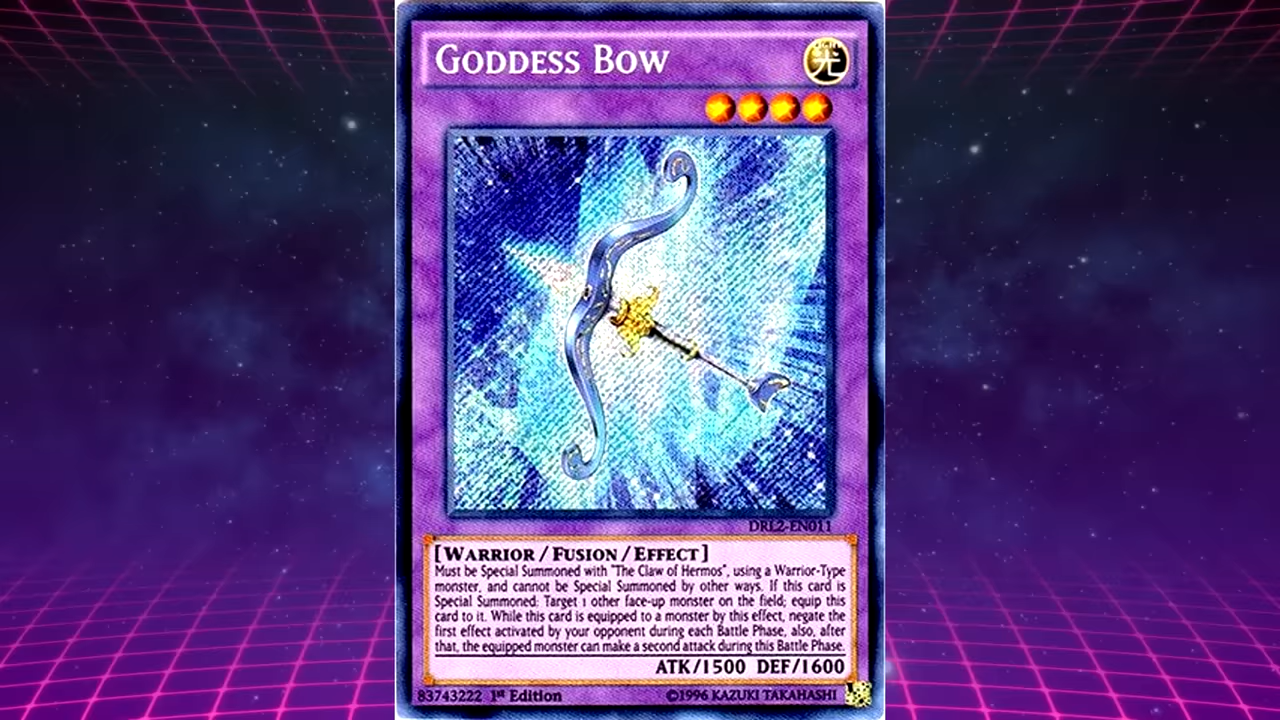 Goddess Bow
光
DRL2-EN011
[Warrior / Fusion / Effect]
Must be Special Summoned with "The Claw of Hermos", using a Warrior-Type
monster, and cannot be Special Summoned by other ways. If this card is
Special Summoned: Target 1 other face-up monster on the field; equip this
card to it. While this card is equipped to a monster by this effect, negate the
first effect activated by your opponent during each Battle Phase, also, after
that, the equipped monster can make a second attack during this Battle Phase.
ATK/1500 DEF/1600
83743222 1st Edition
©1996 KAZUKI TAKAHASHI